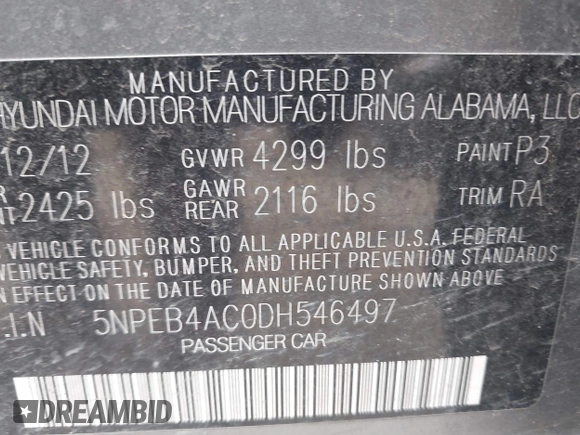 MANUFACTURED BY
HYUNDAI MOTOR MANUFACTURING ALABAMA, LLC
12/12 GVWR 4299 lbs PAINT P3
2425 lbs GAWR REAR 2116 lbs TRIM RA
VEHICLE CONFORMS TO ALL APPLICABLE U.S.A. FEDERAL
VEHICLE SAFETY, BUMPER, AND THEFT PREVENTION STANDARDS
IN EFFECT ON THE DATE OF MANUFACTURE SHOWN ABOVE.
.I.N 5NPEB4AC0DH546497
PASSENGER CAR
DREAMBID